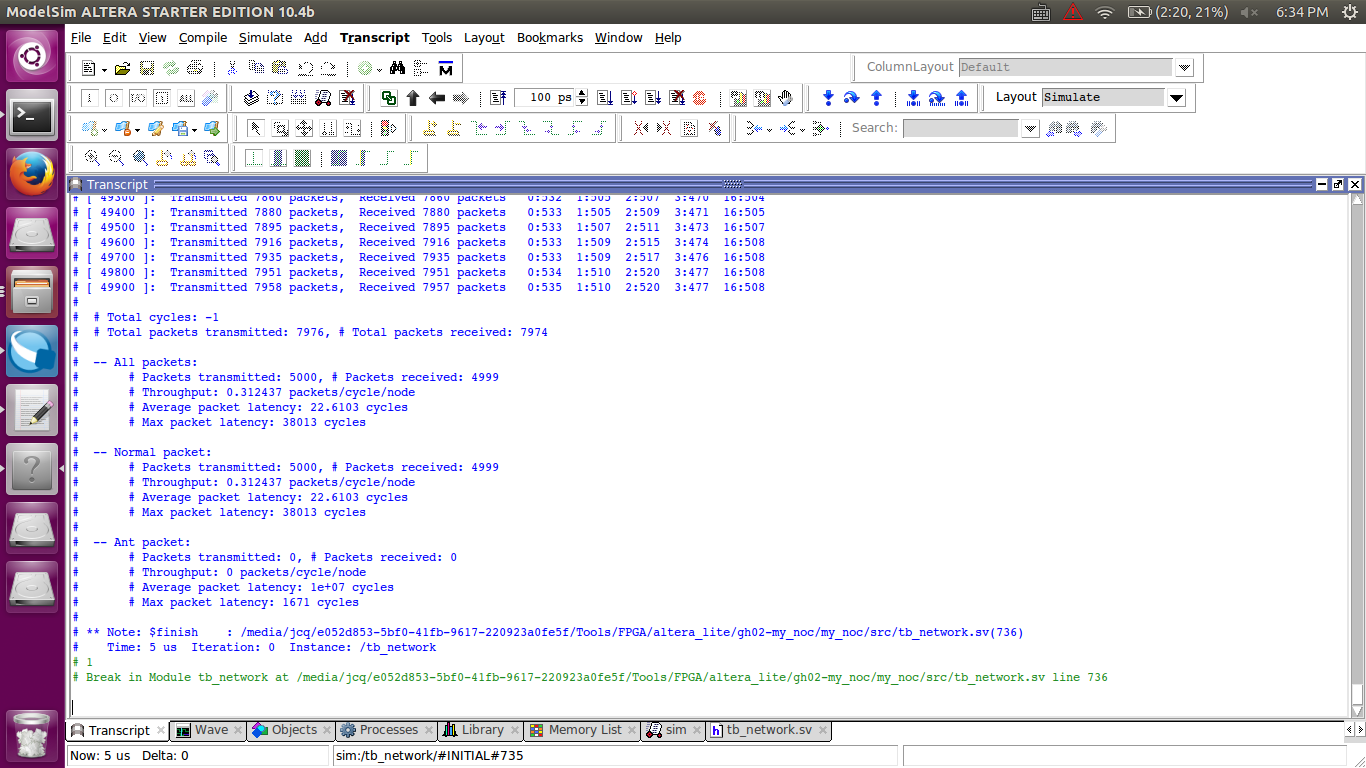 ModelSim ALTERA STARTER EDITION 10.4b
(2:20, 21%) 6:34 PM
File Edit View Compile Simulate Add Transcript Tools Layout Bookmarks Window Help
ColumnLayout Default
100 ps
Layout Simulate
Search:
Transcript
# [ 49300 ]:  Transmitted 7860 packets,  Received 7860 packets   0:532  1:505  2:507  3:470  16:504
# [ 49400 ]:  Transmitted 7880 packets,  Received 7880 packets   0:533  1:505  2:509  3:471  16:505
# [ 49500 ]:  Transmitted 7895 packets,  Received 7895 packets   0:533  1:507  2:511  3:473  16:507
# [ 49600 ]:  Transmitted 7916 packets,  Received 7916 packets   0:533  1:509  2:515  3:474  16:508
# [ 49700 ]:  Transmitted 7935 packets,  Received 7935 packets   0:533  1:509  2:517  3:476  16:508
# [ 49800 ]:  Transmitted 7951 packets,  Received 7951 packets   0:534  1:510  2:520  3:477  16:508
# [ 49900 ]:  Transmitted 7958 packets,  Received 7957 packets   0:535  1:510  2:520  3:477  16:508
#
#  # Total cycles: -1
#  # Total packets transmitted: 7976, # Total packets received: 7974
#
#  -- All packets:
#       # Packets transmitted: 5000, # Packets received: 4999
#       # Throughput: 0.312437 packets/cycle/node
#       # Average packet latency: 22.6103 cycles
#       # Max packet latency: 38013 cycles
#
#  -- Normal packet:
#       # Packets transmitted: 5000, # Packets received: 4999
#       # Throughput: 0.312437 packets/cycle/node
#       # Average packet latency: 22.6103 cycles
#       # Max packet latency: 38013 cycles
#
#  -- Ant packet:
#       # Packets transmitted: 0, # Packets received: 0
#       # Throughput: 0 packets/cycle/node
#       # Average packet latency: 1e+07 cycles
#       # Max packet latency: 1671 cycles
#
# ** Note: $finish    : /media/jcq/e052d853-5bf0-41fb-9617-220923a0fe5f/Tools/FPGA/altera_lite/gh02-my_noc/my_noc/src/tb_network.sv(736)
#    Time: 5 us  Iteration: 0  Instance: /tb_network
# 1
# Break in Module tb_network at /media/jcq/e052d853-5bf0-41fb-9617-220923a0fe5f/Tools/FPGA/altera_lite/gh02-my_noc/my_noc/src/tb_network.sv line 736
Transcript Wave Objects Processes Library Memory List sim tb_network.sv
Now: 5 us   Delta: 0 sim:/tb_network/#INITIAL#735